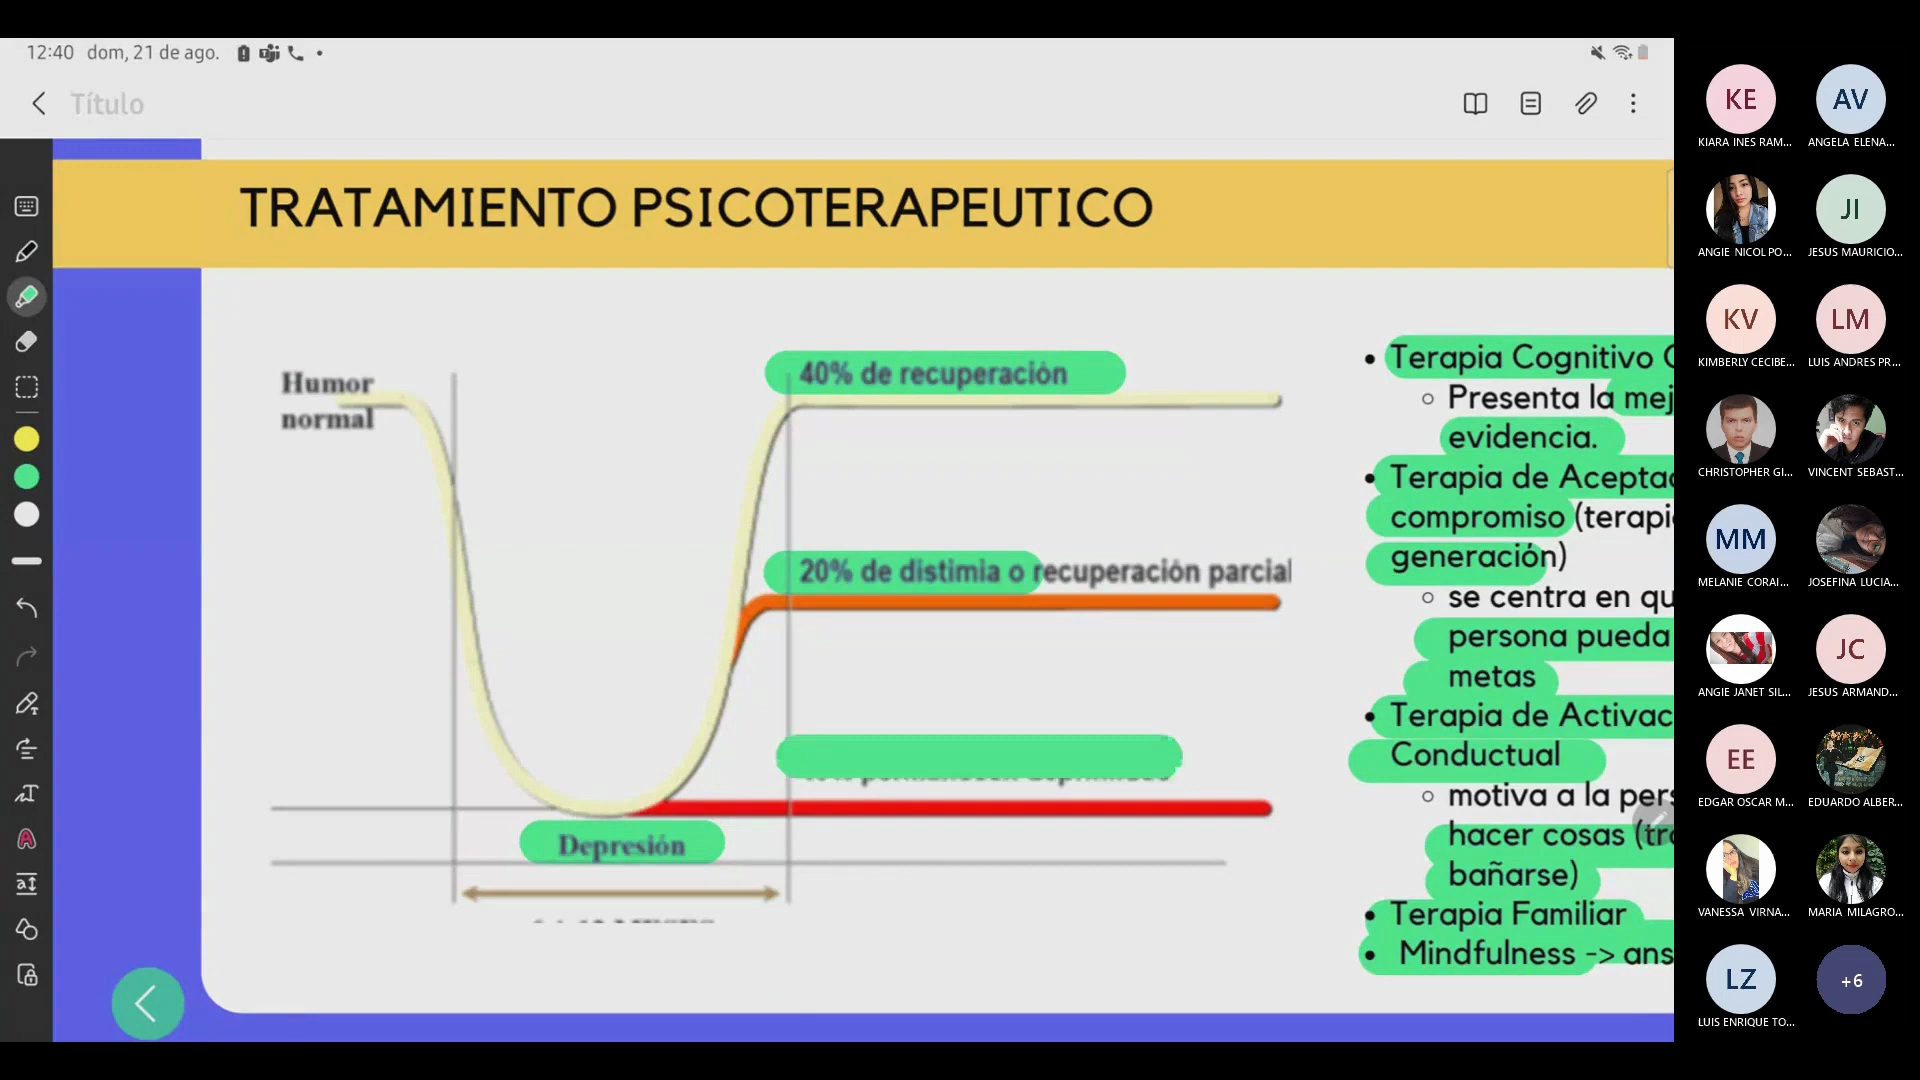 12:40 dom, 21 de ago.
Título
TRATAMIENTO PSICOTERAPEUTICO
Humor
normal
40% de recuperación
20% de distimia o recuperación parcial
Depresión
Terapia Cognitivo C
Presenta la mej
evidencia.
Terapia de Aceptac
compromiso (terapi
generación)
se centra en qu
persona pueda
metas
Terapia de Activac
Conductual
motiva a la pers
hacer cosas (tra
bañarse)
Terapia Familiar
Mindfulness -> ans
KE
KIARA INES RAM...
AV
ANGELA ELENA...
ANGIE NICOL PO...
JI
JESUS MAURICIO...
KV
KIMBERLY CECIBE...
LM
LUIS ANDRES PR...
CHRISTOPHER GI...
VINCENT SEBAST...
MM
MELANIE CORAI...
JOSEFINA LUCIA...
ANGIE JANET SIL...
JC
JESUS ARMAND...
EE
EDGAR OSCAR M...
EDUARDO ALBER...
VANESSA VIRNA...
MARIA MILAGRO...
LZ
LUIS ENRIQUE TO...
+6